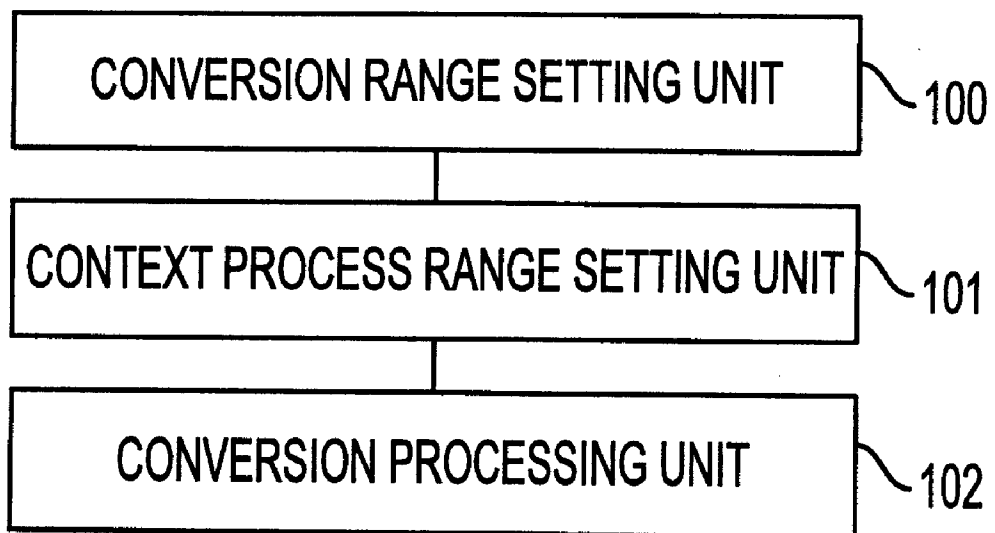 CONVERSION RANGE SETTING UNIT
100
CONTEXT PROCESS RANGE SETTING UNIT
101
CONVERSION PROCESSING UNIT
102